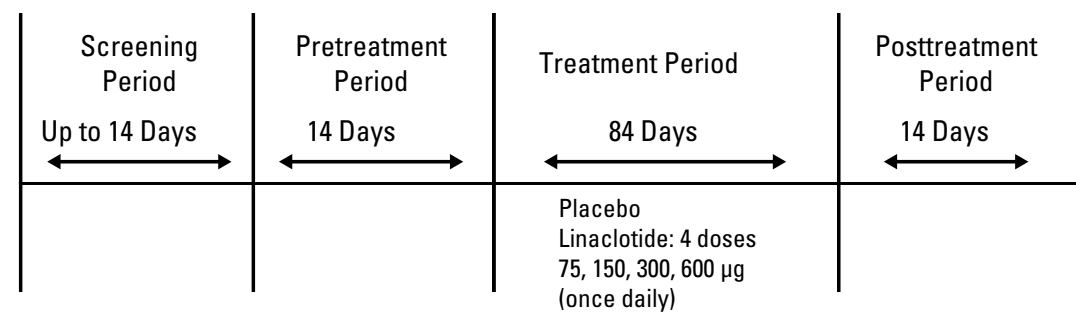 Screening
Period
Up to 14 Days
Pretreatment
Period
14 Days
Treatment Period
84 Days
Posttreatment
Period
14 Days
Placebo
Linaclotide: 4 doses
75, 150, 300, 600 µg
(once daily)